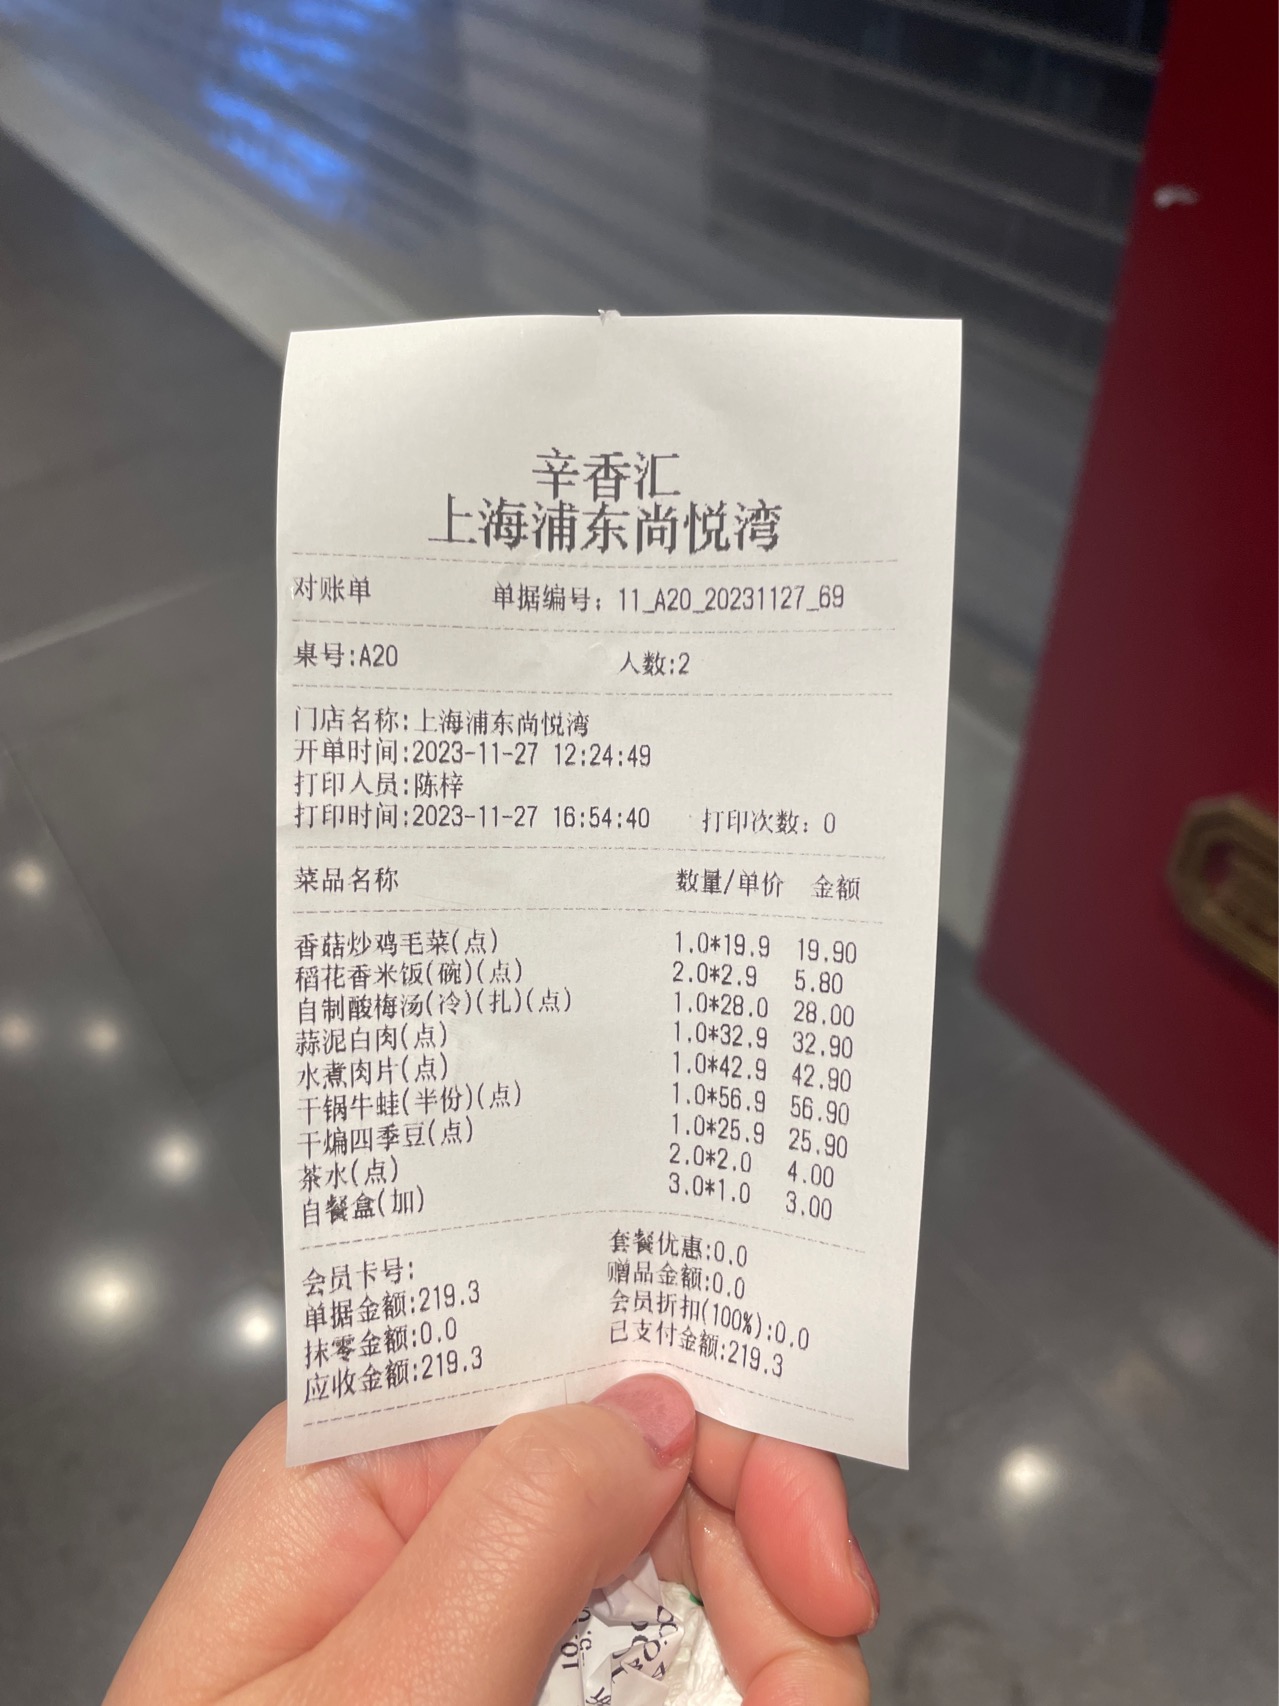 辛香汇
上海浦东尚悦湾
对账单 单据编号：11_A20_20231127_69
桌号:A20 人数:2
门店名称:上海浦东尚悦湾
开单时间:2023-11-27 12:24:49
打印人员:陈梓
打印时间:2023-11-27 16:54:40 打印次数：0
菜品名称 数量/单价 金额
香菇炒鸡毛菜(点) 1.0*19.9 19.90
稻花香米饭(碗)(点) 2.0*2.9 5.80
自制酸梅汤(冷)(扎)(点) 1.0*28.0 28.00
蒜泥白肉(点) 1.0*32.9 32.90
水煮肉片(点) 1.0*42.9 42.90
干锅牛蛙(半份)(点) 1.0*56.9 56.90
干煸四季豆(点) 1.0*25.9 25.90
茶水(点) 2.0*2.0 4.00
自餐盒(加) 3.0*1.0 3.00
会员卡号: 套餐优惠:0.0
单据金额:219.3 赠品金额:0.0
抹零金额:0.0 会员折扣(100%):0.0
应收金额:219.3 已支付金额:219.3